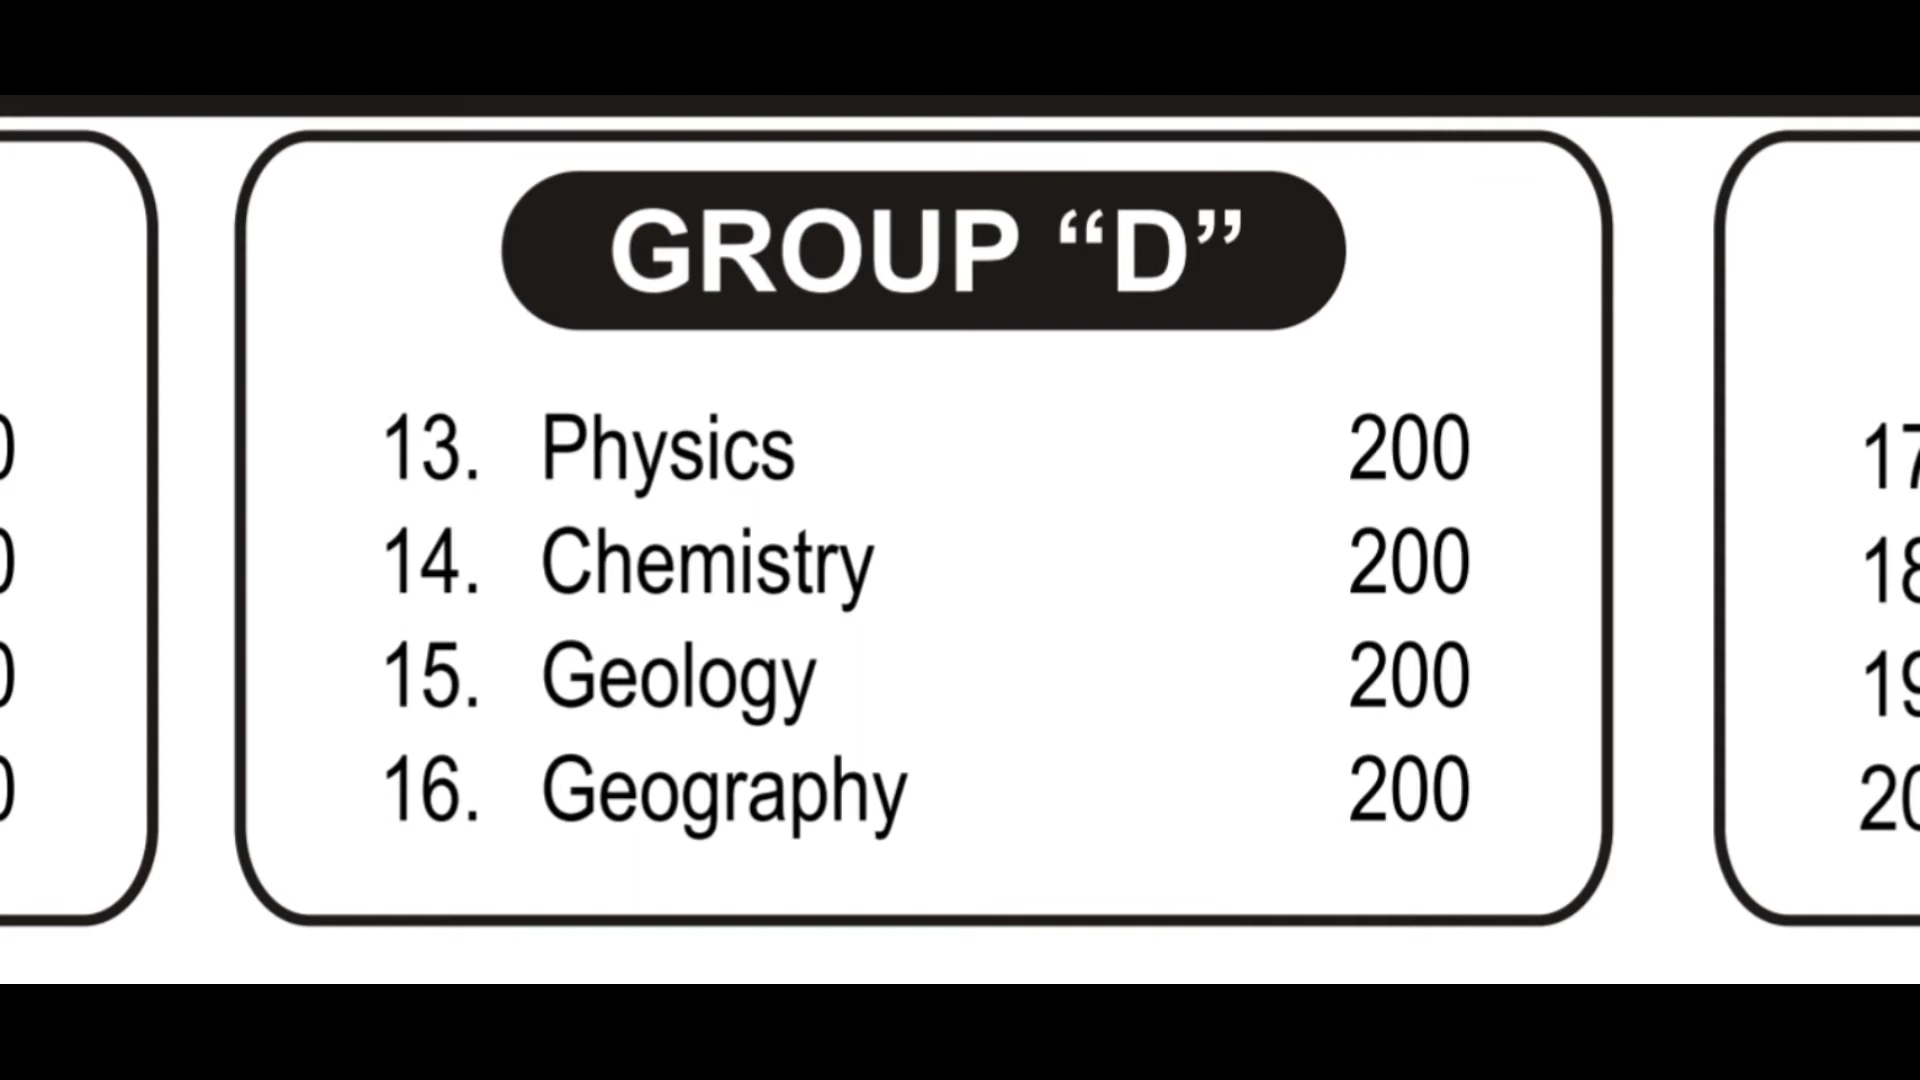 GROUP “D”
13. Physics 200
14. Chemistry 200
15. Geology 200
16. Geography 200